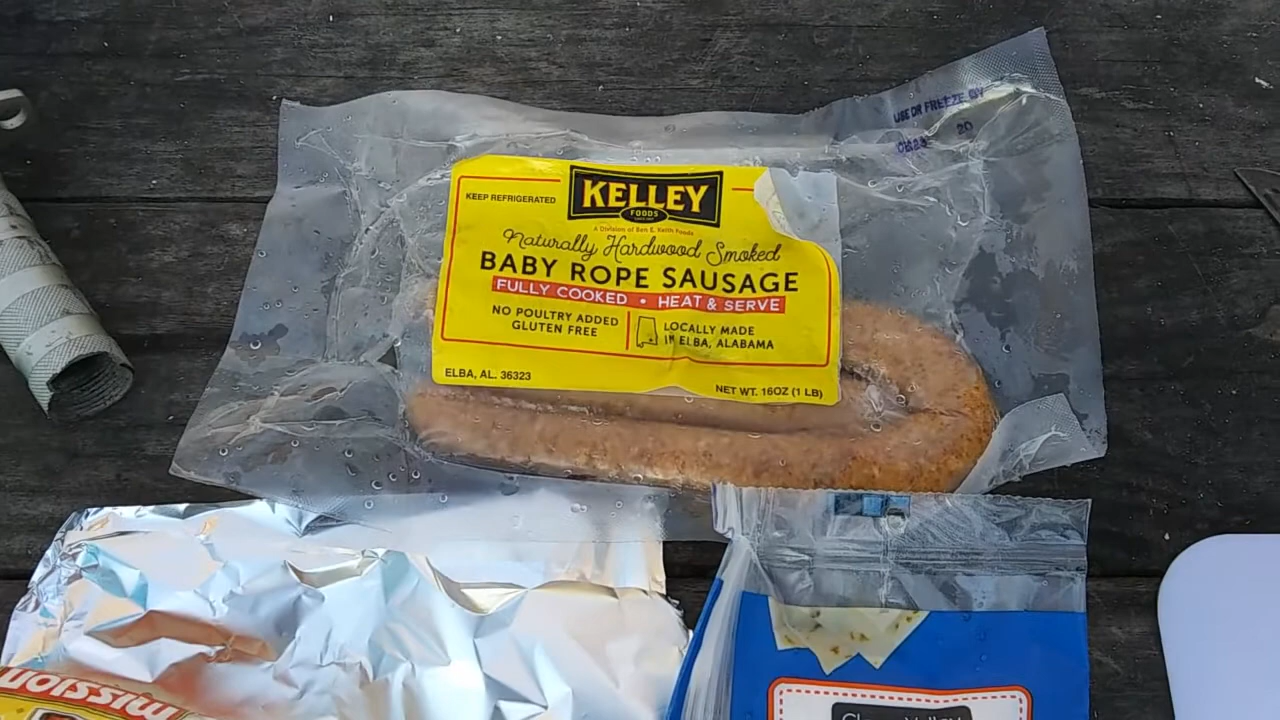 USE OR FREEZE BY
20
KEEP REFRIGERATED
KELLEY
FOODS
A Division of Ben E. Keith Foods
Naturally Hardwood Smoked
BABY ROPE SAUSAGE
FULLY COOKED • HEAT & SERVE
NO POULTRY ADDED
GLUTEN FREE
LOCALLY MADE
IN ELBA, ALABAMA
ELBA, AL. 36323
NET WT. 16OZ (1 LB)
MISSION